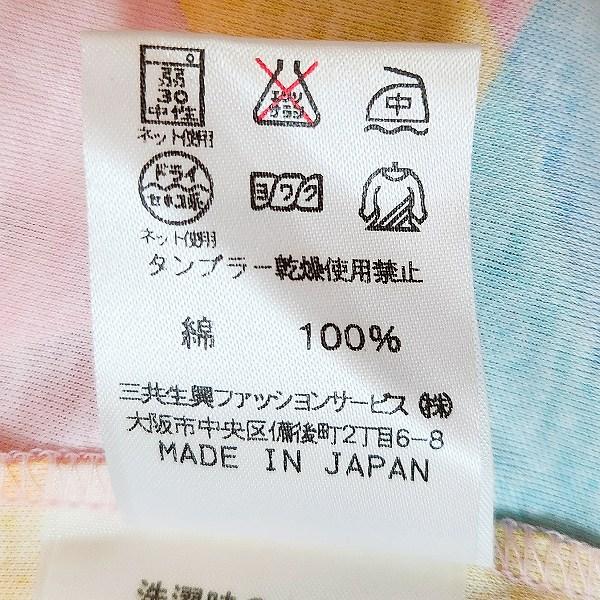 弱
30
中性
ネット使用
エンソ
サラシ
中
ドライ
セキユ系
ネット使用
ヨワク
タンブラー乾燥使用禁止
綿 100%
三共生興ファッションサービス㈱
大阪市中央区備後町2丁目6-8
MADE IN JAPAN